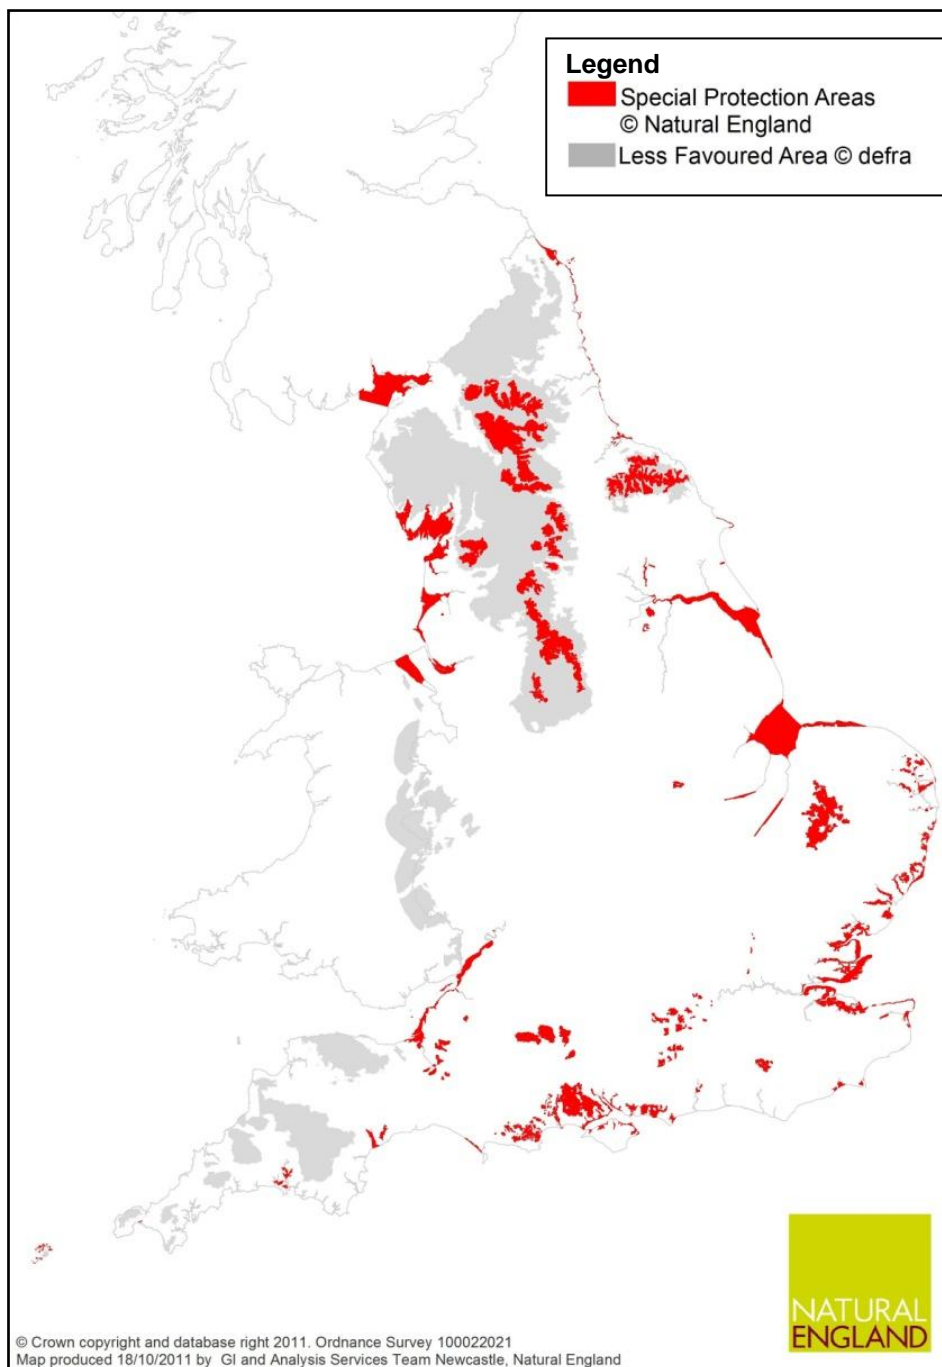 Legend
Special Protection Areas
© Natural England
Less Favoured Area © defra
NATURAL
ENGLAND
© Crown copyright and database right 2011. Ordnance Survey 100022021
Map produced 18/10/2011 by GI and Analysis Services Team Newcastle, Natural England